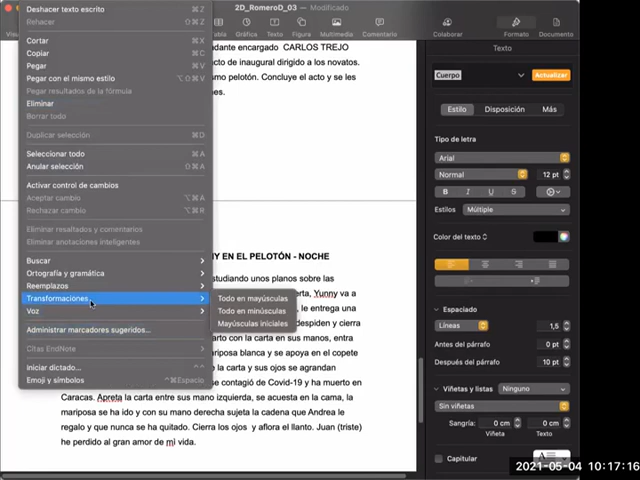 2D_RomeroD_03 — Modificado
Tabla Gráfica Figura Multimedia Comentario Colaborar Formato Documento
Deshacer texto escrito ⌘Z
Rehacer ⇧⌘Z
Cortar ⌘X
Copiar ⌘C
Pegar ⌘V
Pegar con el mismo estilo ⌥⇧⌘V
Pegar resultados de la fórmula
Eliminar
Borrar todo
Duplicar selección ⌘D
Seleccionar todo ⌘A
Anular selección ⇧⌘A
Activar control de cambios
Aceptar cambio ⌥⌘A
Rechazar cambio ⌥⌘R
Eliminar resaltados y comentarios
Eliminar anotaciones inteligentes
Buscar
Ortografía y gramática
Reemplazos
Transformaciones
Voz
Administrar marcadores sugeridos...
Citas EndNote
Iniciar dictado...
Emoji y símbolos ^⌘Espacio
Todo en mayúsculas
Todo en minúsculas
Mayúsculas iniciales
dante encargado CARLOS TREJO
cto de inaugural dirigido a los novatos.
mismo pelotón. Concluye el acto y se les
es.
NY EN EL PELOTÓN - NOCHE
studiando unos planos sobre las
erta, Yunny va a
, le entrega una
despiden y cierra
arto con la carta en sus manos, entra
ariposa blanca y se apoya en el copete
e la carta y sus ojos se agrandan
se contagió de Covid-19 y ha muerto en
Caracas. Apreta la carta entre sus mano izquierda, se acuesta en la cama, la
mariposa se ha ido y con su mano derecha sujeta la cadena que Andrea le
regalo y que nunca se ha quitado. Cierra los ojos y aflora el llanto. Juan (triste)
he perdido al gran amor de mi vida.
Texto
Cuerpo Actualizar
Estilo Disposición Más
Tipo de letra
Arial
Normal 12 pt
B I U S
Estilos Múltiple
Color del texto
Espaciado
Líneas 1,5
Antes del párrafo 0 pt
Después del párrafo 10 pt
Viñetas y listas Ninguno
Sin viñetas
Sangría: 0 cm 0 cm
Viñeta Texto
Capitular
2021-05-04 10:17:16